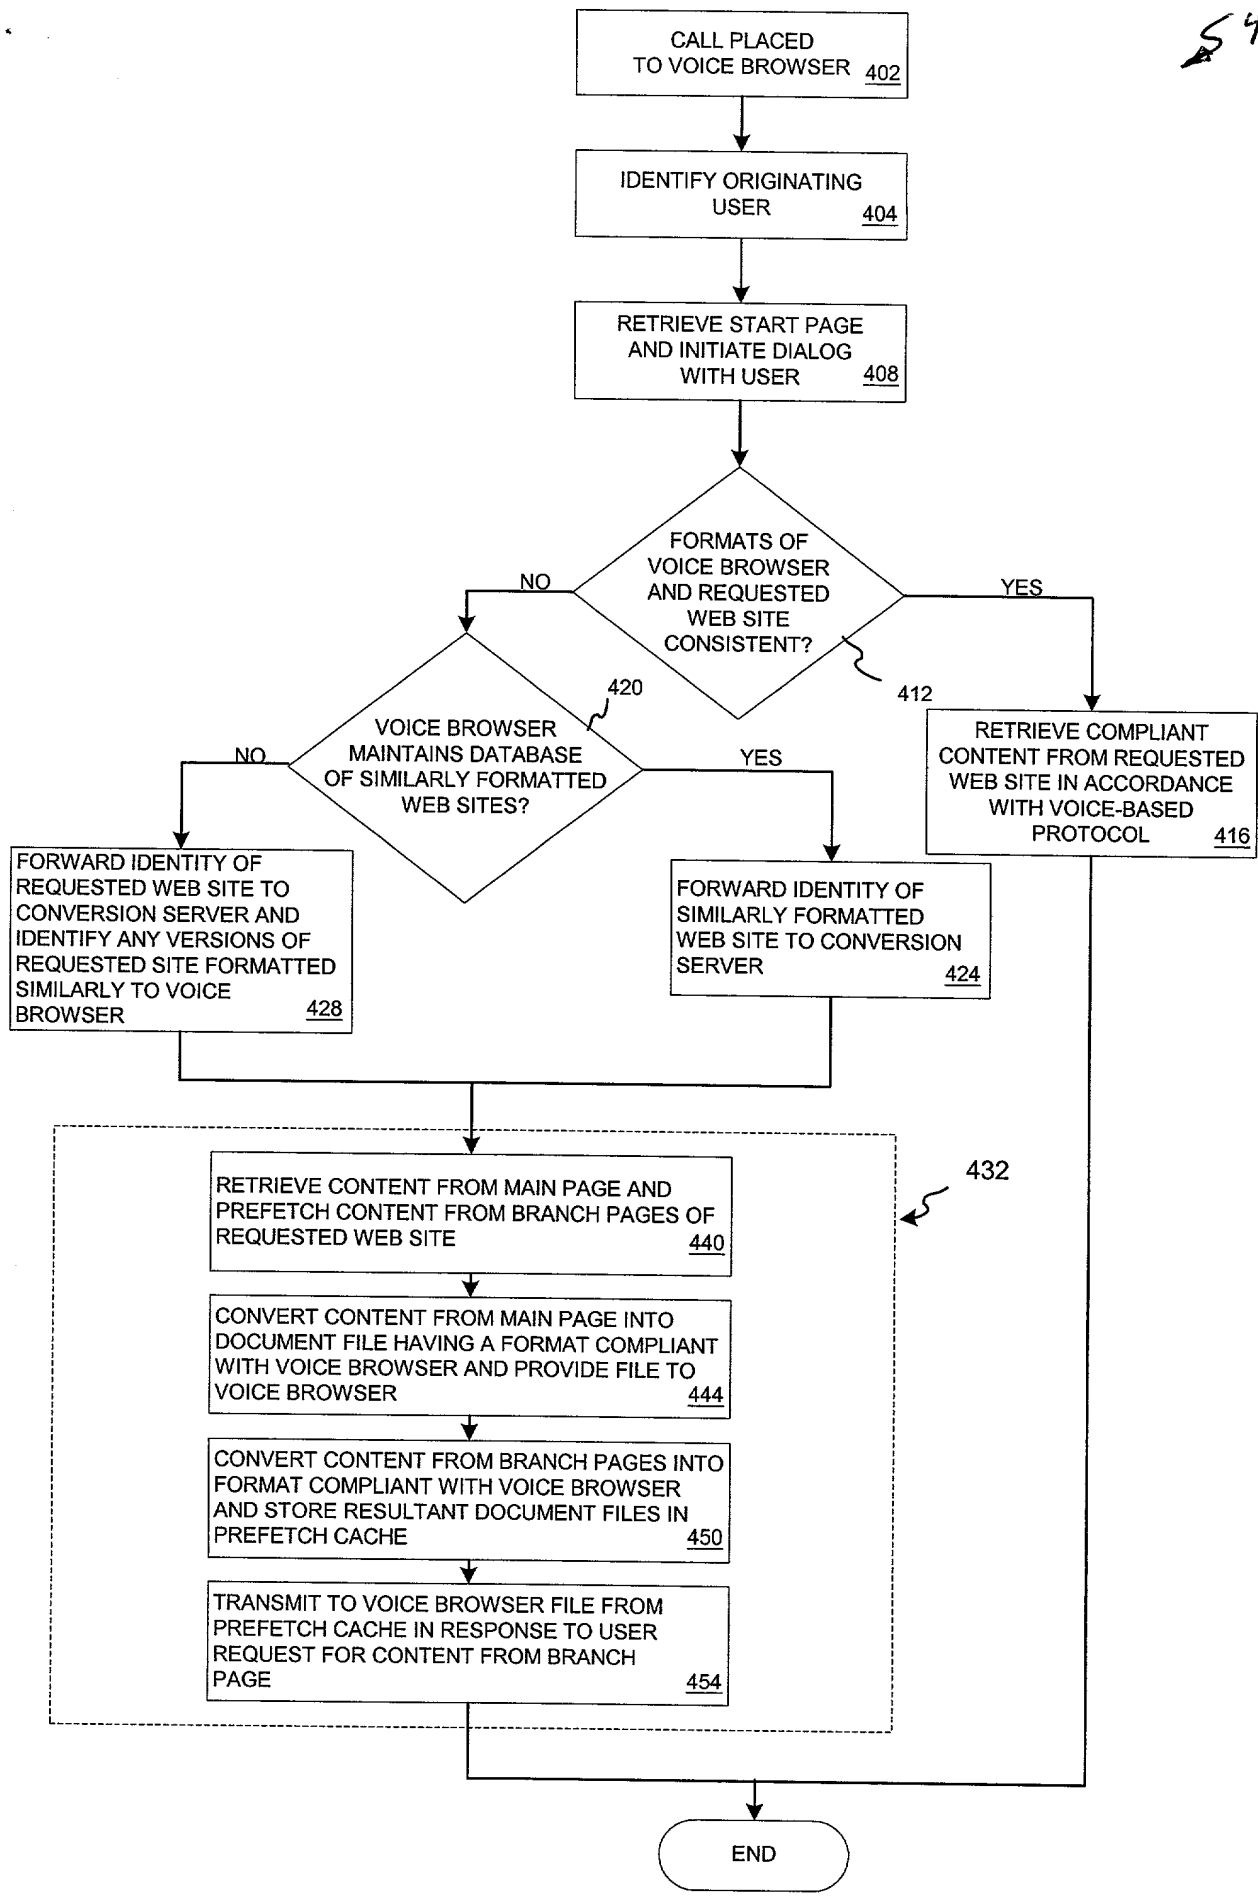 CALL PLACED
TO VOICE BROWSER 402
IDENTIFY ORIGINATING
USER 404
RETRIEVE START PAGE
AND INITIATE DIALOG
WITH USER 408
FORMATS OF
VOICE BROWSER
AND REQUESTED
WEB SITE
CONSISTENT?
NO
YES
412
420
VOICE BROWSER
MAINTAINS DATABASE
OF SIMILARLY FORMATTED
WEB SITES?
NO
YES
RETRIEVE COMPLIANT
CONTENT FROM REQUESTED
WEB SITE IN ACCORDANCE
WITH VOICE-BASED
PROTOCOL 416
FORWARD IDENTITY OF
REQUESTED WEB SITE TO
CONVERSION SERVER AND
IDENTIFY ANY VERSIONS OF
REQUESTED SITE FORMATTED
SIMILARLY TO VOICE
BROWSER 428
FORWARD IDENTITY OF
SIMILARLY FORMATTED
WEB SITE TO CONVERSION
SERVER 424
432
RETRIEVE CONTENT FROM MAIN PAGE AND
PREFETCH CONTENT FROM BRANCH PAGES OF
REQUESTED WEB SITE 440
CONVERT CONTENT FROM MAIN PAGE INTO
DOCUMENT FILE HAVING A FORMAT COMPLIANT
WITH VOICE BROWSER AND PROVIDE FILE TO
VOICE BROWSER 444
CONVERT CONTENT FROM BRANCH PAGES INTO
FORMAT COMPLIANT WITH VOICE BROWSER
AND STORE RESULTANT DOCUMENT FILES IN
PREFETCH CACHE 450
TRANSMIT TO VOICE BROWSER FILE FROM
PREFETCH CACHE IN RESPONSE TO USER
REQUEST FOR CONTENT FROM BRANCH
PAGE 454
END